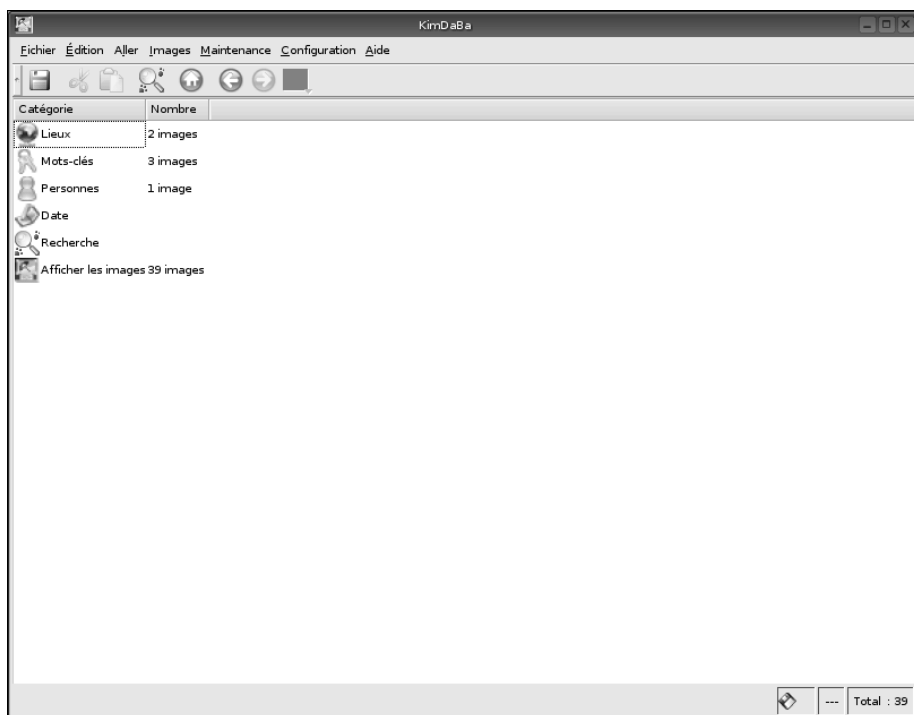 KimDaBa
Fichier Édition Aller Images Maintenance Configuration Aide
Catégorie Nombre
Lieux 2 images
Mots-clés 3 images
Personnes 1 image
Date
Recherche
Afficher les images 39 images
--- Total : 39